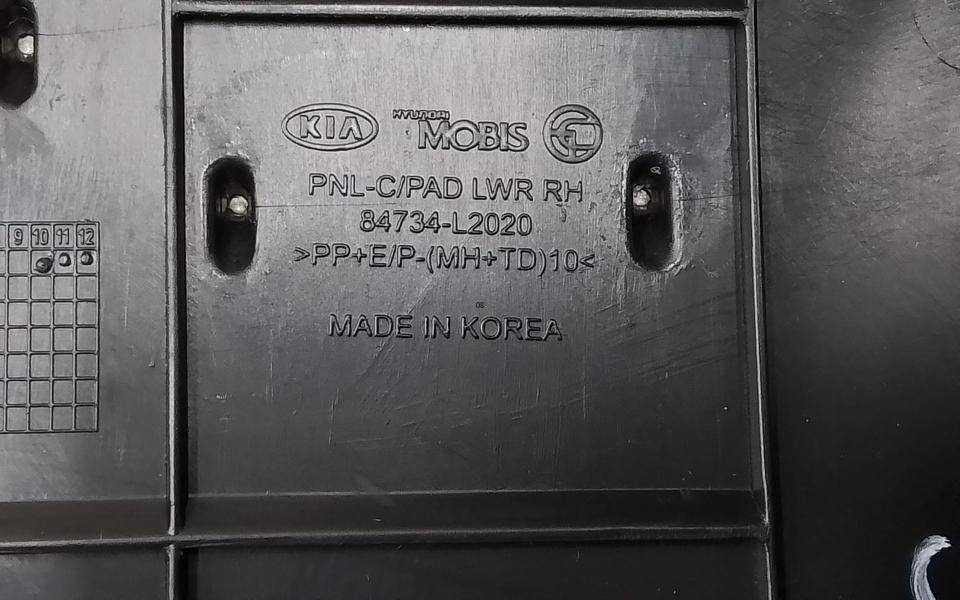 KIA HYUNDAI MOBIS
PNL-C/PAD LWR RH
84734-L2020
>PP+E/P-(MH+TD)10<
MADE IN KOREA
9 10 11 12